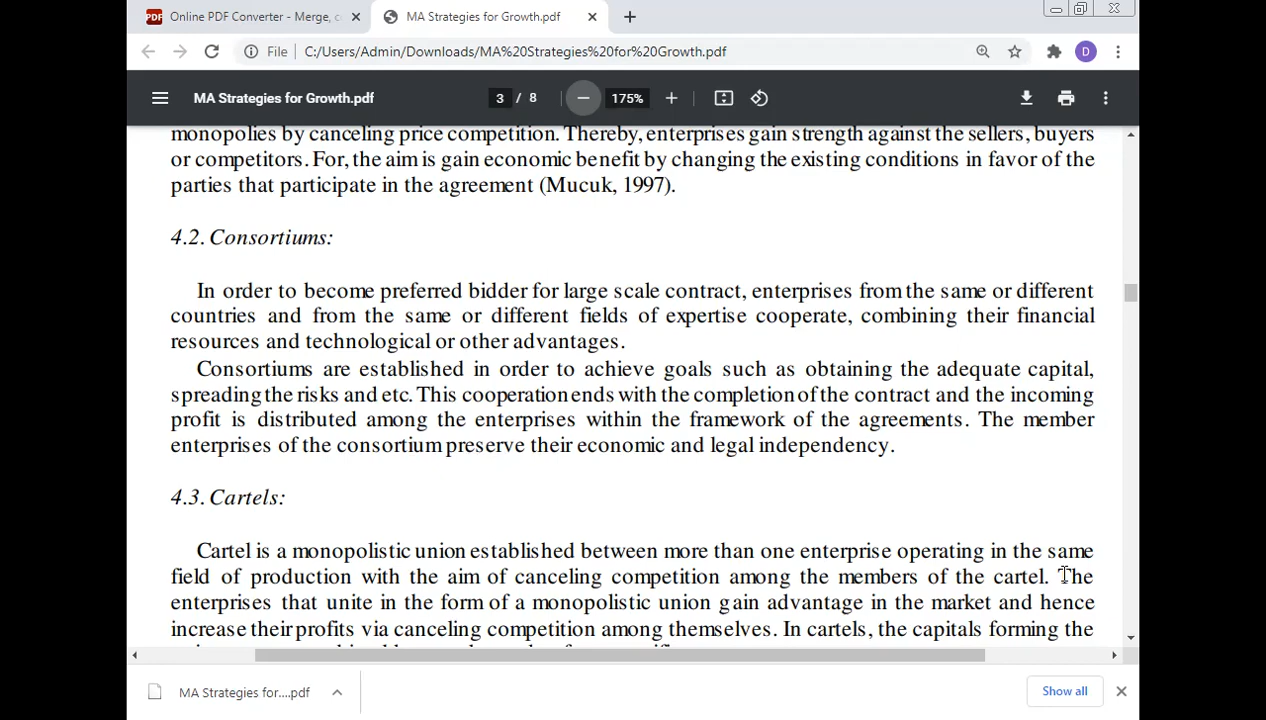 Online PDF Converter - Merge, c
MA Strategies for Growth.pdf
File
C:/Users/Admin/Downloads/MA%20Strategies%20for%20Growth.pdf
D
MA Strategies for Growth.pdf
3 / 8
175%
monopolies by canceling price competition. Thereby, enterprises gain strength against the sellers, buyers
or competitors. For, the aim is gain economic benefit by changing the existing conditions in favor of the
parties that participate in the agreement (Mucuk, 1997).
4.2. Consortiums:
In order to become preferred bidder for large scale contract, enterprises from the same or different
countries and from the same or different fields of expertise cooperate, combining their financial
resources and technological or other advantages.
Consortiums are established in order to achieve goals such as obtaining the adequate capital,
spreading the risks and etc. This cooperation ends with the completion of the contract and the incoming
profit is distributed among the enterprises within the framework of the agreements. The member
enterprises of the consortium preserve their economic and legal independency.
4.3. Cartels:
Cartel is a monopolistic union established between more than one enterprise operating in the same
field of production with the aim of canceling competition among the members of the cartel. The
enterprises that unite in the form of a monopolistic union gain advantage in the market and hence
increase their profits via canceling competition among themselves. In cartels, the capitals forming the
MA Strategies for....pdf
Show all